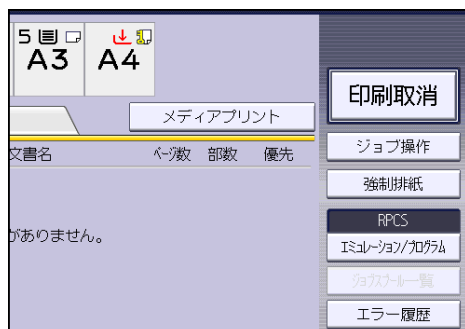 5
A3 A4
印刷取消
メディアプリント
ジョブ操作
文書名 ページ数 部数 優先
強制排紙
RPCS
がありません。
エミュレーション/プログラム
ジョブスプール一覧
エラー履歴